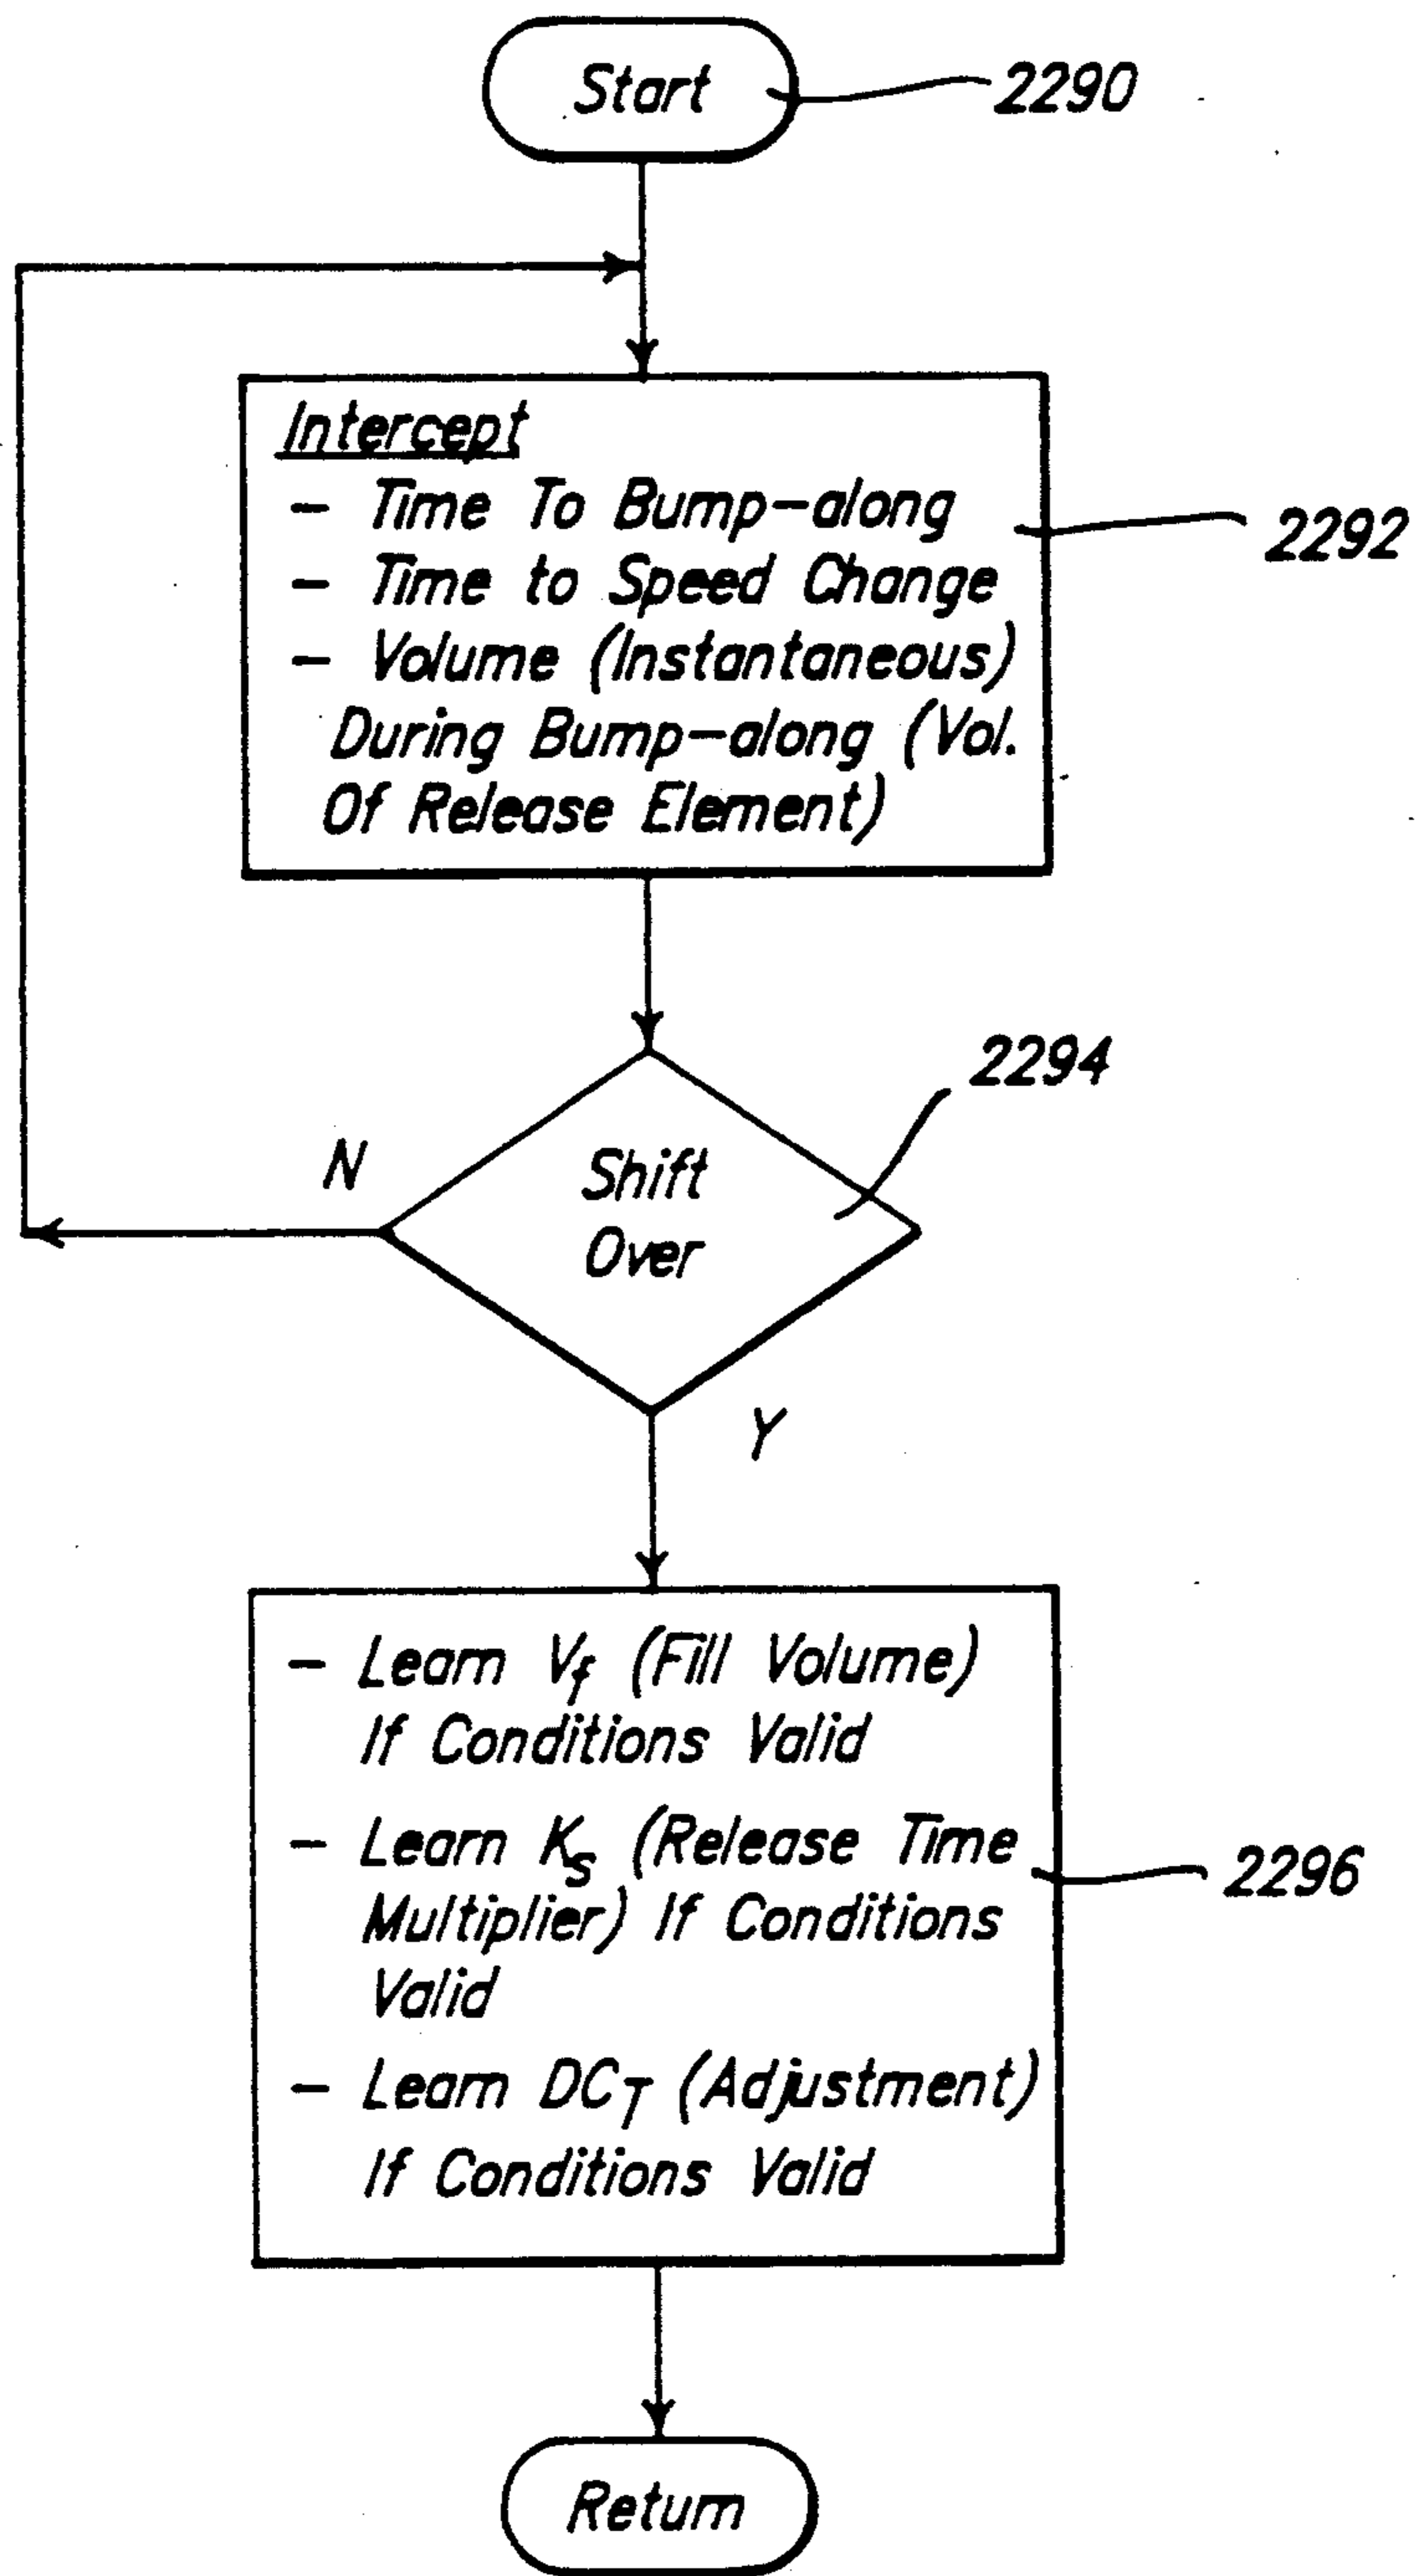 Start
2290
Intercept
- Time To Bump-along
- Time to Speed Change
- Volume (Instantaneous)
During Bump-along (Vol.
Of Release Element)
2292
2294
Shift
Over
N
Y
- Learn Vf (Fill Volume)
If Conditions Valid
- Learn Ks (Release Time
Multiplier) If Conditions
Valid
- Learn DCT (Adjustment)
If Conditions Valid
2296
Return